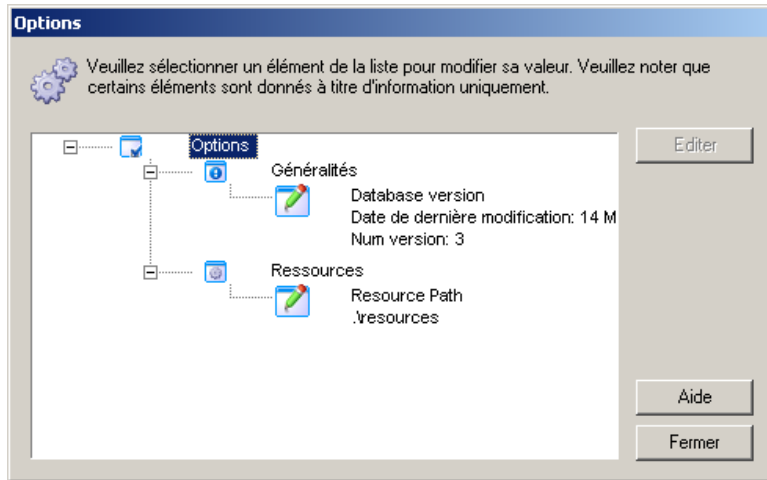 Options
Veuillez sélectionner un élément de la liste pour modifier sa valeur. Veuillez noter que
certains éléments sont donnés à titre d'information uniquement.
Options
Editer
Généralités
Database version
Date de dernière modification: 14 M
Num version: 3
Ressources
Resource Path
.\resources
Aide
Fermer